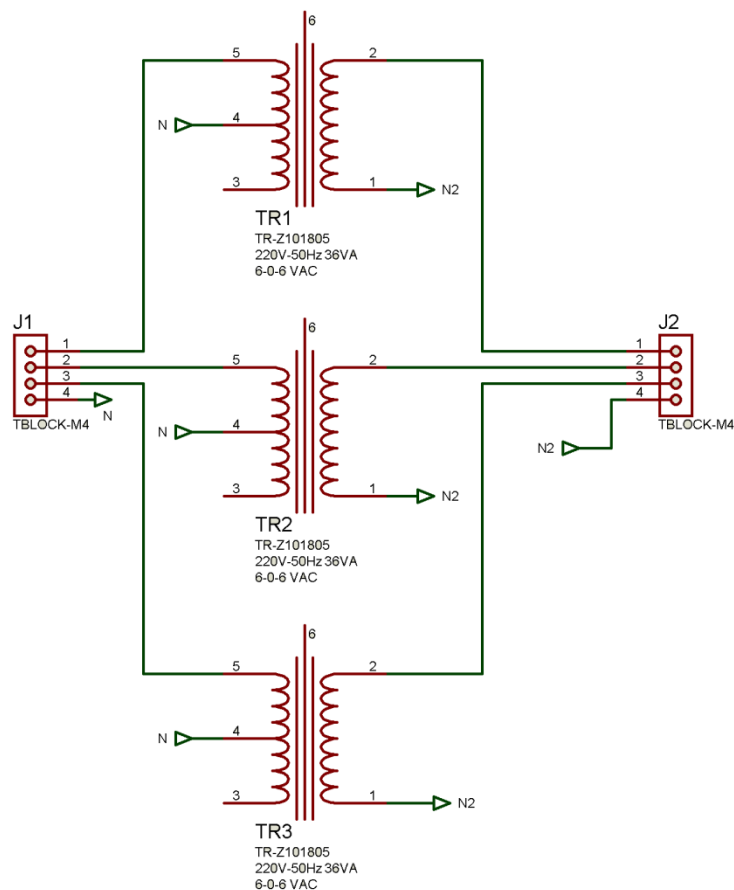 6
5
2
N
4
3
1
N2
TR1
TR-Z101805
220V-50Hz 36VA
6-0-6 VAC
J1
1
2
3
4
N
TBLOCK-M4
6
5
2
N
4
3
1
N2
TR2
TR-Z101805
220V-50Hz 36VA
6-0-6 VAC
J2
1
2
3
4
TBLOCK-M4
N2
6
5
2
N
4
3
1
N2
TR3
TR-Z101805
220V-50Hz 36VA
6-0-6 VAC